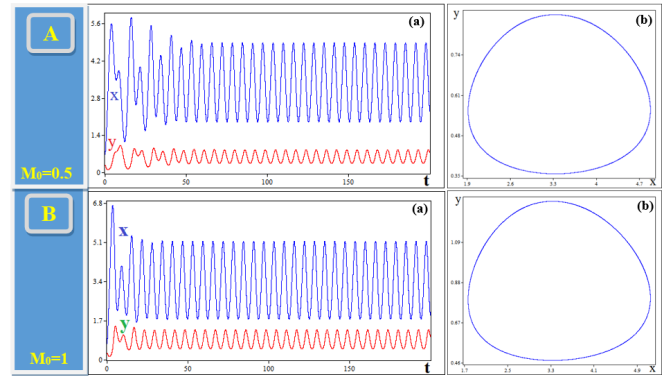 A
M₀=0.5
(a)
5.6
4.2
2.8
1.4
0
x
y
0
50
100
150
t
(b)
y
0.74
0.61
0.48
0.35
1.9
2.6
3.3
4
4.7
x
B
M₀=1
(a)
6.8
5.1
3.4
1.7
0
x
y
0
50
100
150
t
(b)
y
1.09
0.88
0.67
0.46
1.7
2.5
3.3
4.1
4.9
x